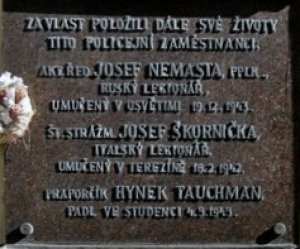 ZA VLAST POLOŽILI DÁLE SVÉ ŽIVOTY
TITO POLICEJNÍ ZAMĚSTNANCI.
AKT.ŘED. JOSEF NEMASTA, PPLK.,
RUSKÝ LEGIONÁŘ,
UMUČENÝ V OSVĚTIMI 19.12.1943.
ŠT.STRÁŽM. JOSEF ŠKORNIČKA,
ITALSKÝ LEGIONÁŘ,
UMUČENÝ V TEREZÍNĚ 18.2.1942.
PRAPORČÍK HYNEK TAUCHMAN,
PADL VE STUDENCI 4.5.1945.